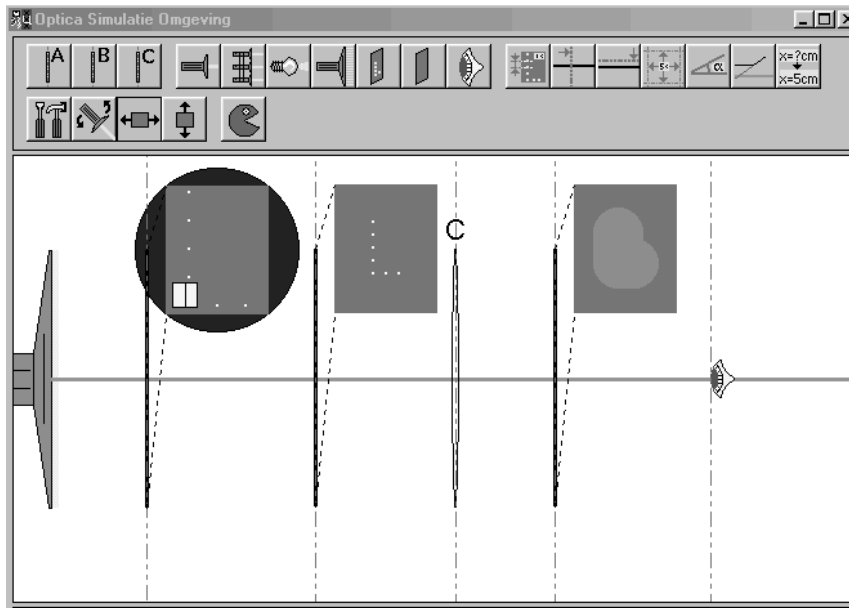 Optica Simulatie Omgeving
A B C
α
x=?cm
x=5cm
C